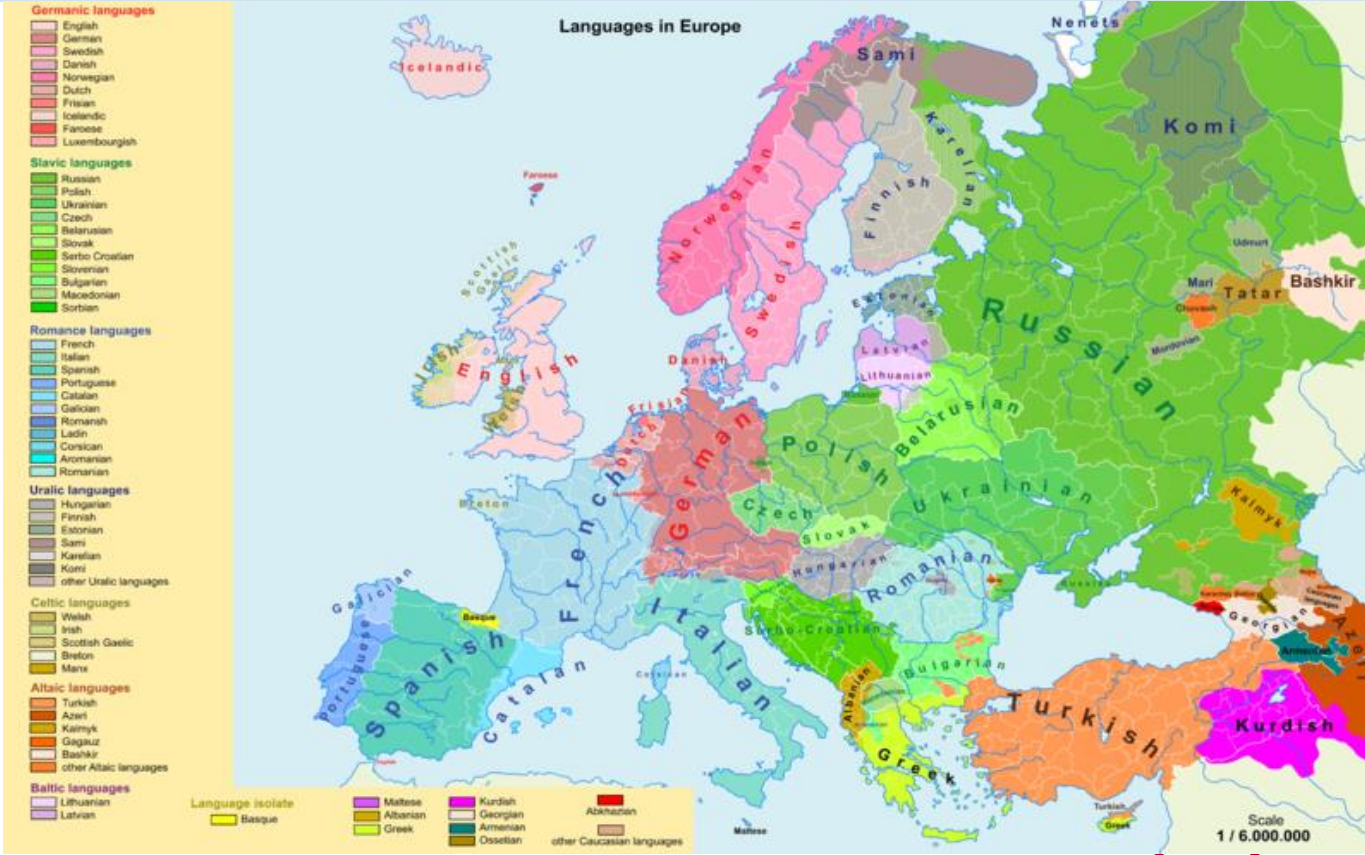 Languages in Europe
Germanic languages
English
German
Swedish
Danish
Norwegian
Dutch
Frisian
Icelandic
Faroese
Luxembourgish
Slavic languages
Russian
Polish
Ukrainian
Czech
Belarusian
Slovak
Serbo Croatian
Slovenian
Bulgarian
Macedonian
Sorbian
Romance languages
French
Italian
Spanish
Portuguese
Catalan
Galician
Romansh
Ladin
Corsican
Aromanian
Romanian
Uralic languages
Hungarian
Finnish
Estonian
Sami
Karelian
Komi
other Uralic languages
Celtic languages
Welsh
Irish
Scottish Gaelic
Breton
Manx
Altaic languages
Turkish
Azeri
Kalmyk
Gagauz
Bashkir
other Altaic languages
Baltic languages
Lithuanian
Latvian
Language isolate
Basque
Maltese
Albanian
Greek
Kurdish
Georgian
Armenian
Ossetian
Abkhazian
other Caucasian languages
Icelandic
Faroese
Scottish
Gaelic
Irish
English
Welsh
Norwegian
Swedish
Sami
Finnish
Karelian
Nenets
Komi
Udmurt
Mari
Tatar
Bashkir
Chuvash
Mordovian
Russian
Estonian
Latvian
Lithuanian
Belarusian
Danish
Frisian
Dutch
German
Polish
Czech
Slovak
Ukrainian
Hungarian
Romanian
Kalmyk
Breton
French
Galician
Portuguese
Spanish
Basque
Catalan
Corsican
Italian
Serbo-Croatian
Bulgarian
Albanian
Greek
Turkish
Kurdish
Georgian
Armenian
Caucasian
languages
Maltese
Turkish
Greek
Scale
1 / 6.000.000